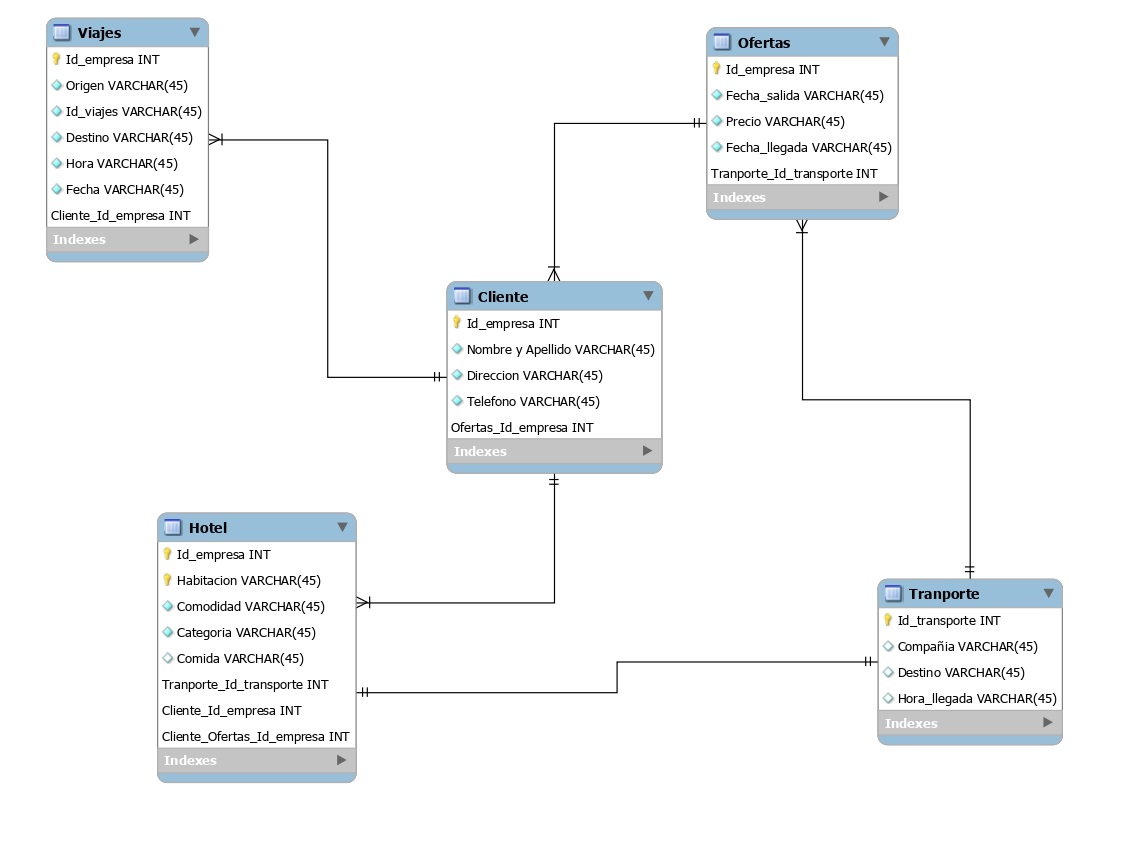 Viajes
Id_empresa INT
Origen VARCHAR(45)
Id_viajes VARCHAR(45)
Destino VARCHAR(45)
Hora VARCHAR(45)
Fecha VARCHAR(45)
Cliente_Id_empresa INT
Indexes
Ofertas
Id_empresa INT
Fecha_salida VARCHAR(45)
Precio VARCHAR(45)
Fecha_llegada VARCHAR(45)
Tranporte_Id_transporte INT
Indexes
Cliente
Id_empresa INT
Nombre y Apellido VARCHAR(45)
Direccion VARCHAR(45)
Telefono VARCHAR(45)
Ofertas_Id_empresa INT
Indexes
Hotel
Id_empresa INT
Habitacion VARCHAR(45)
Comodidad VARCHAR(45)
Categoria VARCHAR(45)
Comida VARCHAR(45)
Tranporte_Id_transporte INT
Cliente_Id_empresa INT
Cliente_Ofertas_Id_empresa INT
Indexes
Tranporte
Id_transporte INT
Compañia VARCHAR(45)
Destino VARCHAR(45)
Hora_llegada VARCHAR(45)
Indexes